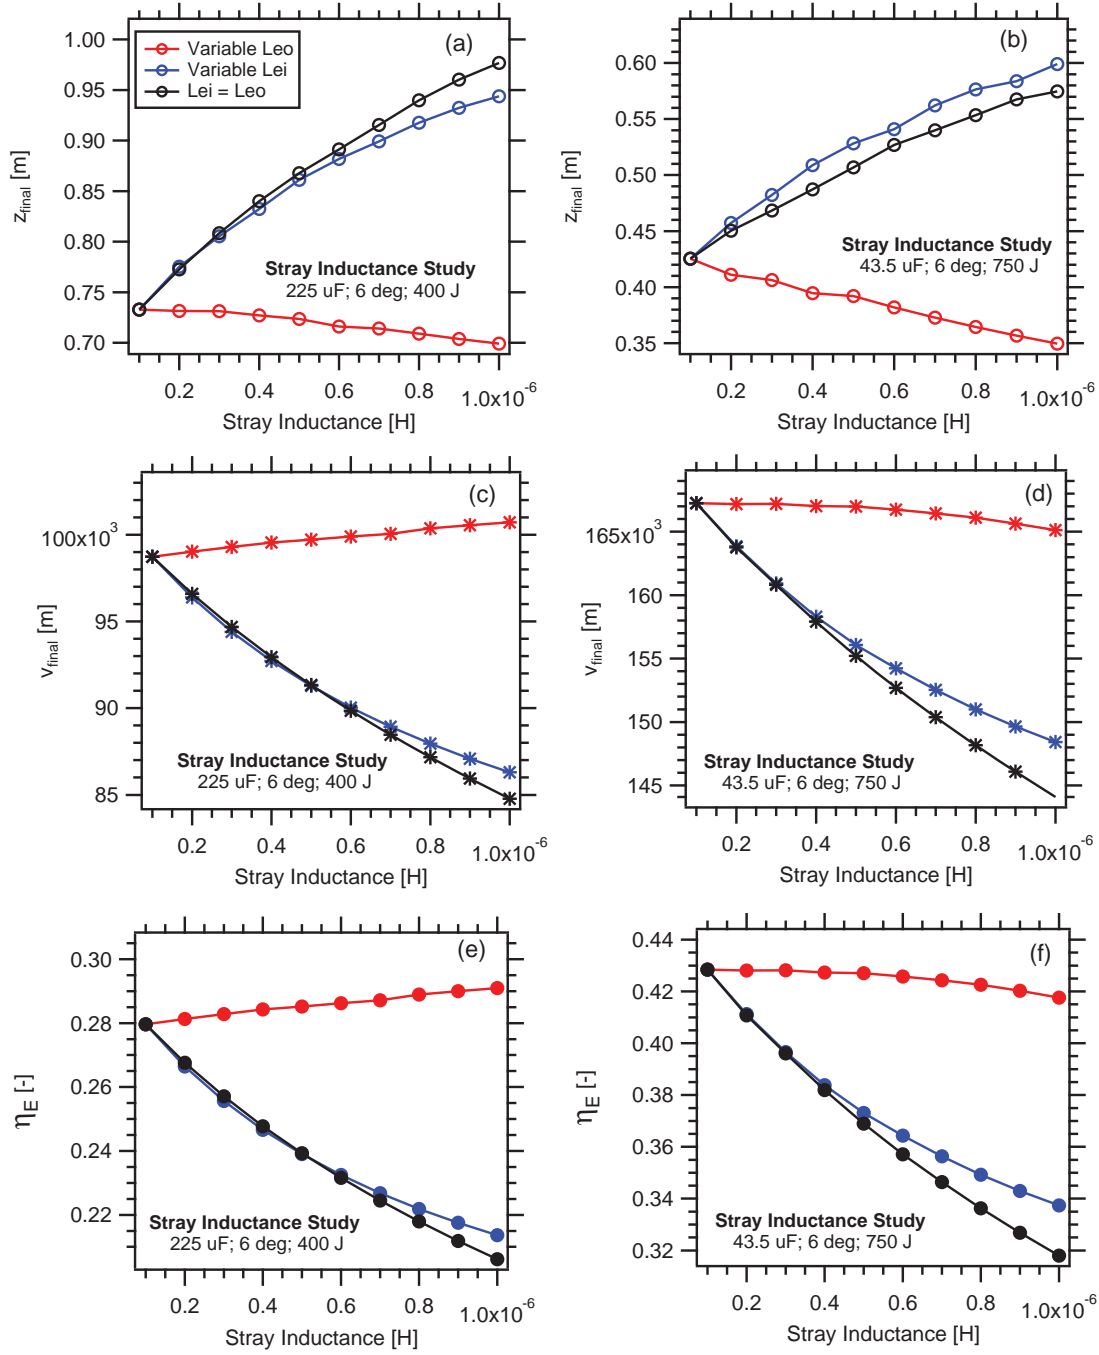 (a)
Variable Leo
Variable Lei
Lei = Leo
1.00
0.95
0.90
0.85
0.80
0.75
0.70
z_final [m]
Stray Inductance Study
225 uF; 6 deg; 400 J
0.2
0.4
0.6
0.8
1.0x10^-6
Stray Inductance [H]
(b)
0.60
0.55
0.50
0.45
0.40
0.35
z_final [m]
Stray Inductance Study
43.5 uF; 6 deg; 750 J
0.2
0.4
0.6
0.8
1.0x10^-6
Stray Inductance [H]
(c)
100x10^3
95
90
85
v_final [m]
Stray Inductance Study
225 uF; 6 deg; 400 J
0.2
0.4
0.6
0.8
1.0x10^-6
Stray Inductance [H]
(d)
165x10^3
160
155
150
145
v_final [m]
Stray Inductance Study
43.5 uF; 6 deg; 750 J
0.2
0.4
0.6
0.8
1.0x10^-6
Stray Inductance [H]
(e)
0.30
0.28
0.26
0.24
0.22
η_E [-]
Stray Inductance Study
225 uF; 6 deg; 400 J
0.2
0.4
0.6
0.8
1.0x10^-6
Stray Inductance [H]
(f)
0.44
0.42
0.40
0.38
0.36
0.34
0.32
η_E [-]
Stray Inductance Study
43.5 uF; 6 deg; 750 J
0.2
0.4
0.6
0.8
1.0x10^-6
Stray Inductance [H]